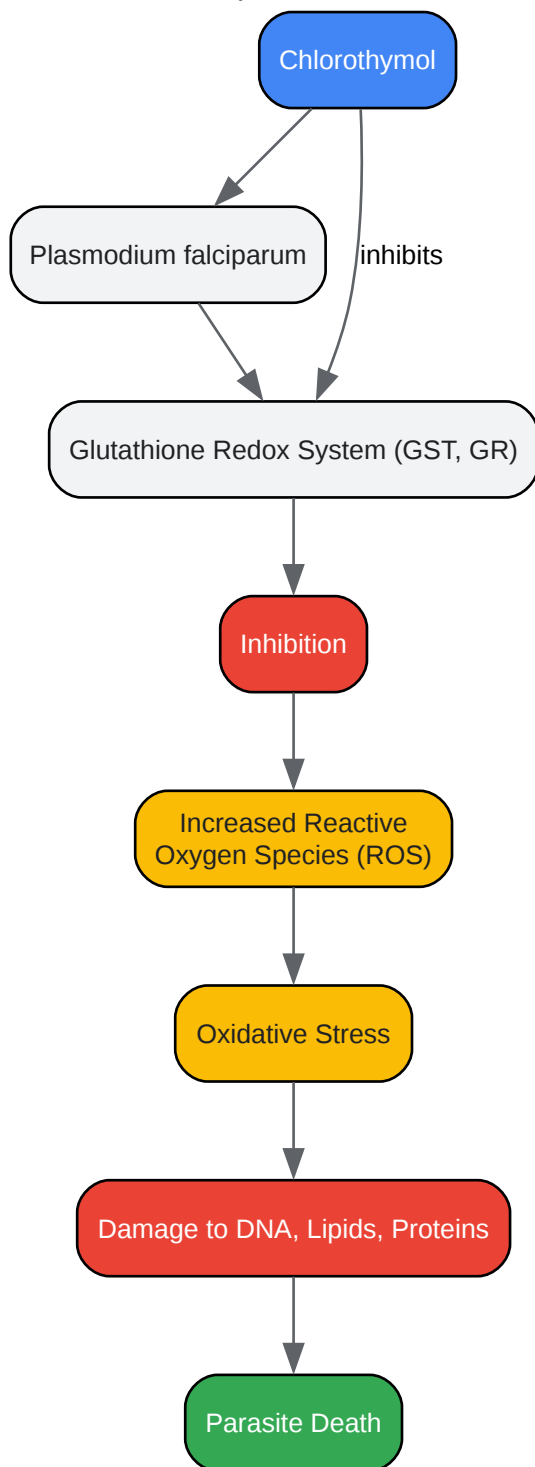 Chlorothymol
Plasmodium falciparum
inhibits
Glutathione Redox System (GST, GR)
Inhibition
Increased Reactive
Oxygen Species (ROS)
Oxidative Stress
Damage to DNA, Lipids, Proteins
Parasite Death